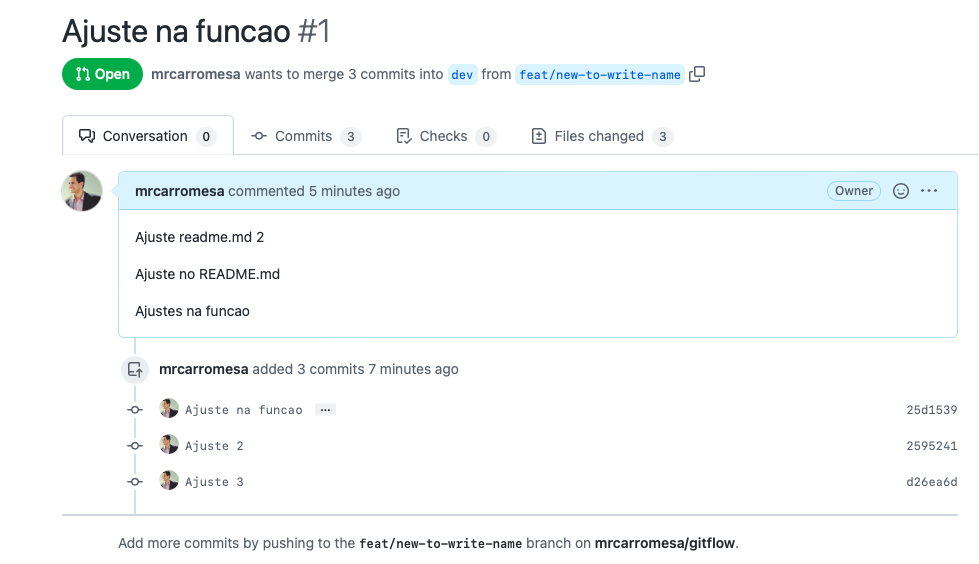 Ajuste na funcao #1
Open mrcarromesa wants to merge 3 commits into dev from feat/new-to-write-name
Conversation 0 Commits 3 Checks 0 Files changed 3
mrcarromesa commented 5 minutes ago Owner ...
Ajuste readme.md 2
Ajuste no README.md
Ajustes na funcao
mrcarromesa added 3 commits 7 minutes ago
Ajuste na funcao ... 25d1539
Ajuste 2 2595241
Ajuste 3 d26ea6d
Add more commits by pushing to the feat/new-to-write-name branch on mrcarromesa/gitflow.